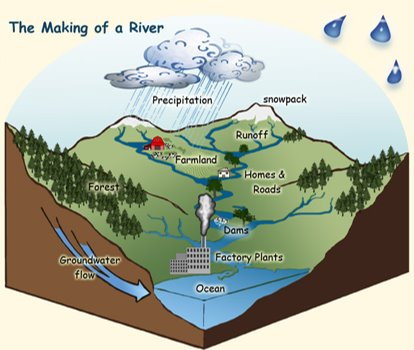 The Making of a River
Precipitation
snowpack
Runoff
Farmland
Homes &
Roads
Forest
Dams
Factory Plants
Groundwater
flow
Ocean